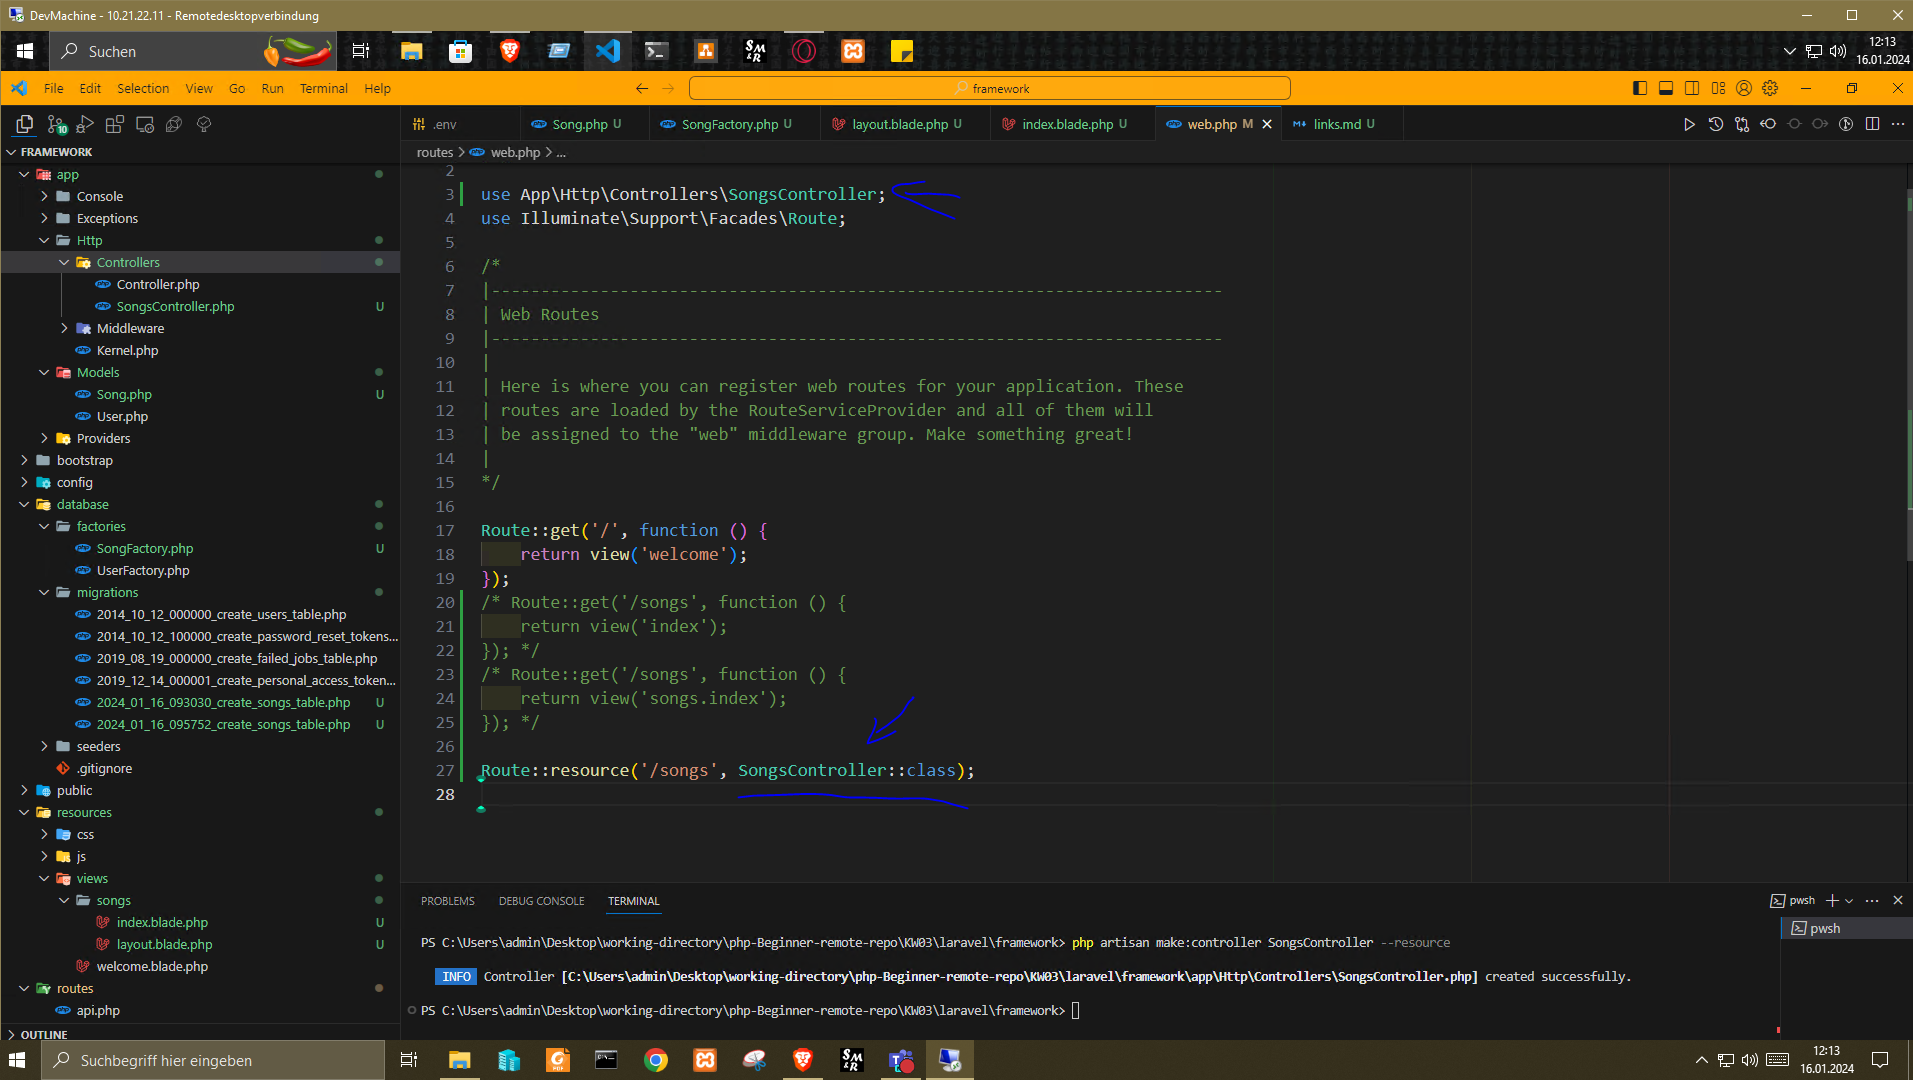 DevMachine - 10.21.22.11 - Remotedesktopverbindung
Suchen
12:13
16.01.2024
File Edit Selection View Go Run Terminal Help
framework
10
.env
Song.php U
SongFactory.php U
layout.blade.php U
index.blade.php U
web.php M
links.md U
FRAMEWORK
app
Console
Exceptions
Http
Controllers
Controller.php
SongsController.php U
Middleware
Kernel.php
Models
Song.php U
User.php
Providers
bootstrap
config
database
factories
SongFactory.php U
UserFactory.php
migrations
2014_10_12_000000_create_users_table.php
2014_10_12_100000_create_password_reset_tokens...
2019_08_19_000000_create_failed_jobs_table.php
2019_12_14_000001_create_personal_access_token...
2024_01_16_093030_create_songs_table.php U
2024_01_16_095752_create_songs_table.php U
seeders
.gitignore
public
resources
css
js
views
songs
index.blade.php U
layout.blade.php U
welcome.blade.php
routes
api.php
OUTLINE
routes > web.php > ...
2
3 use App\Http\Controllers\SongsController;
4 use Illuminate\Support\Facades\Route;
5
6 /*
7 |--------------------------------------------------------------------------
8 | Web Routes
9 |--------------------------------------------------------------------------
10 |
11 | Here is where you can register web routes for your application. These
12 | routes are loaded by the RouteServiceProvider and all of them will
13 | be assigned to the "web" middleware group. Make something great!
14 |
15 */
16
17 Route::get('/', function () {
18 return view('welcome');
19 });
20 /* Route::get('/songs', function () {
21 return view('index');
22 }); */
23 /* Route::get('/songs', function () {
24 return view('songs.index');
25 }); */
26
27 Route::resource('/songs', SongsController::class);
28
PROBLEMS DEBUG CONSOLE TERMINAL
pwsh
PS C:\Users\admin\Desktop\working-directory\php-Beginner-remote-repo\KW03\laravel\framework> php artisan make:controller SongsController --resource
pwsh
INFO Controller [C:\Users\admin\Desktop\working-directory\php-Beginner-remote-repo\KW03\laravel\framework\app\Http\Controllers\SongsController.php] created successfully.
PS C:\Users\admin\Desktop\working-directory\php-Beginner-remote-repo\KW03\laravel\framework>
Suchbegriff hier eingeben
12:13
16.01.2024